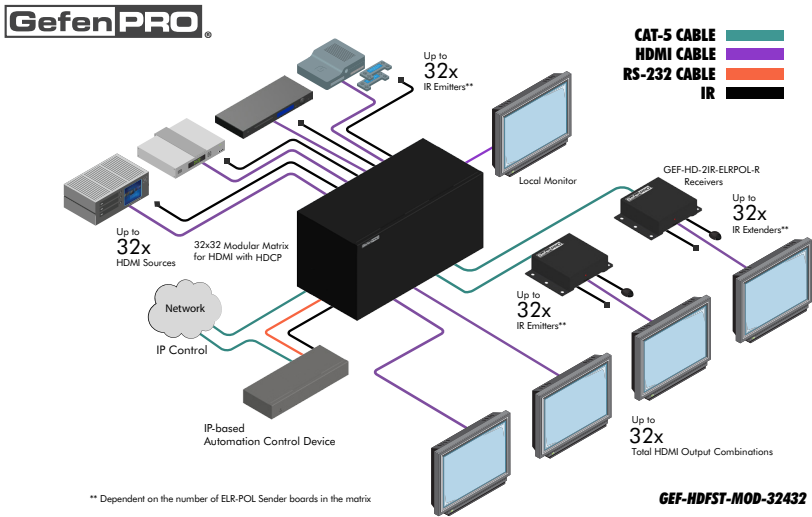 GefenPRO®
CAT-5 CABLE
HDMI CABLE
RS-232 CABLE
IR
Up to
32x
IR Emitters**
Local Monitor
GEF-HD-2IR-ELRPOL-R
Receivers
GefenPRO
Up to
32x
IR Extenders**
Up to
32x
HDMI Sources
32x32 Modular Matrix
for HDMI with HDCP
GefenPRO
Up to
32x
IR Emitters**
Network
IP Control
IP-based
Automation Control Device
Up to
32x
Total HDMI Output Combinations
** Dependent on the number of ELR-POL Sender boards in the matrix
GEF-HDFST-MOD-32432